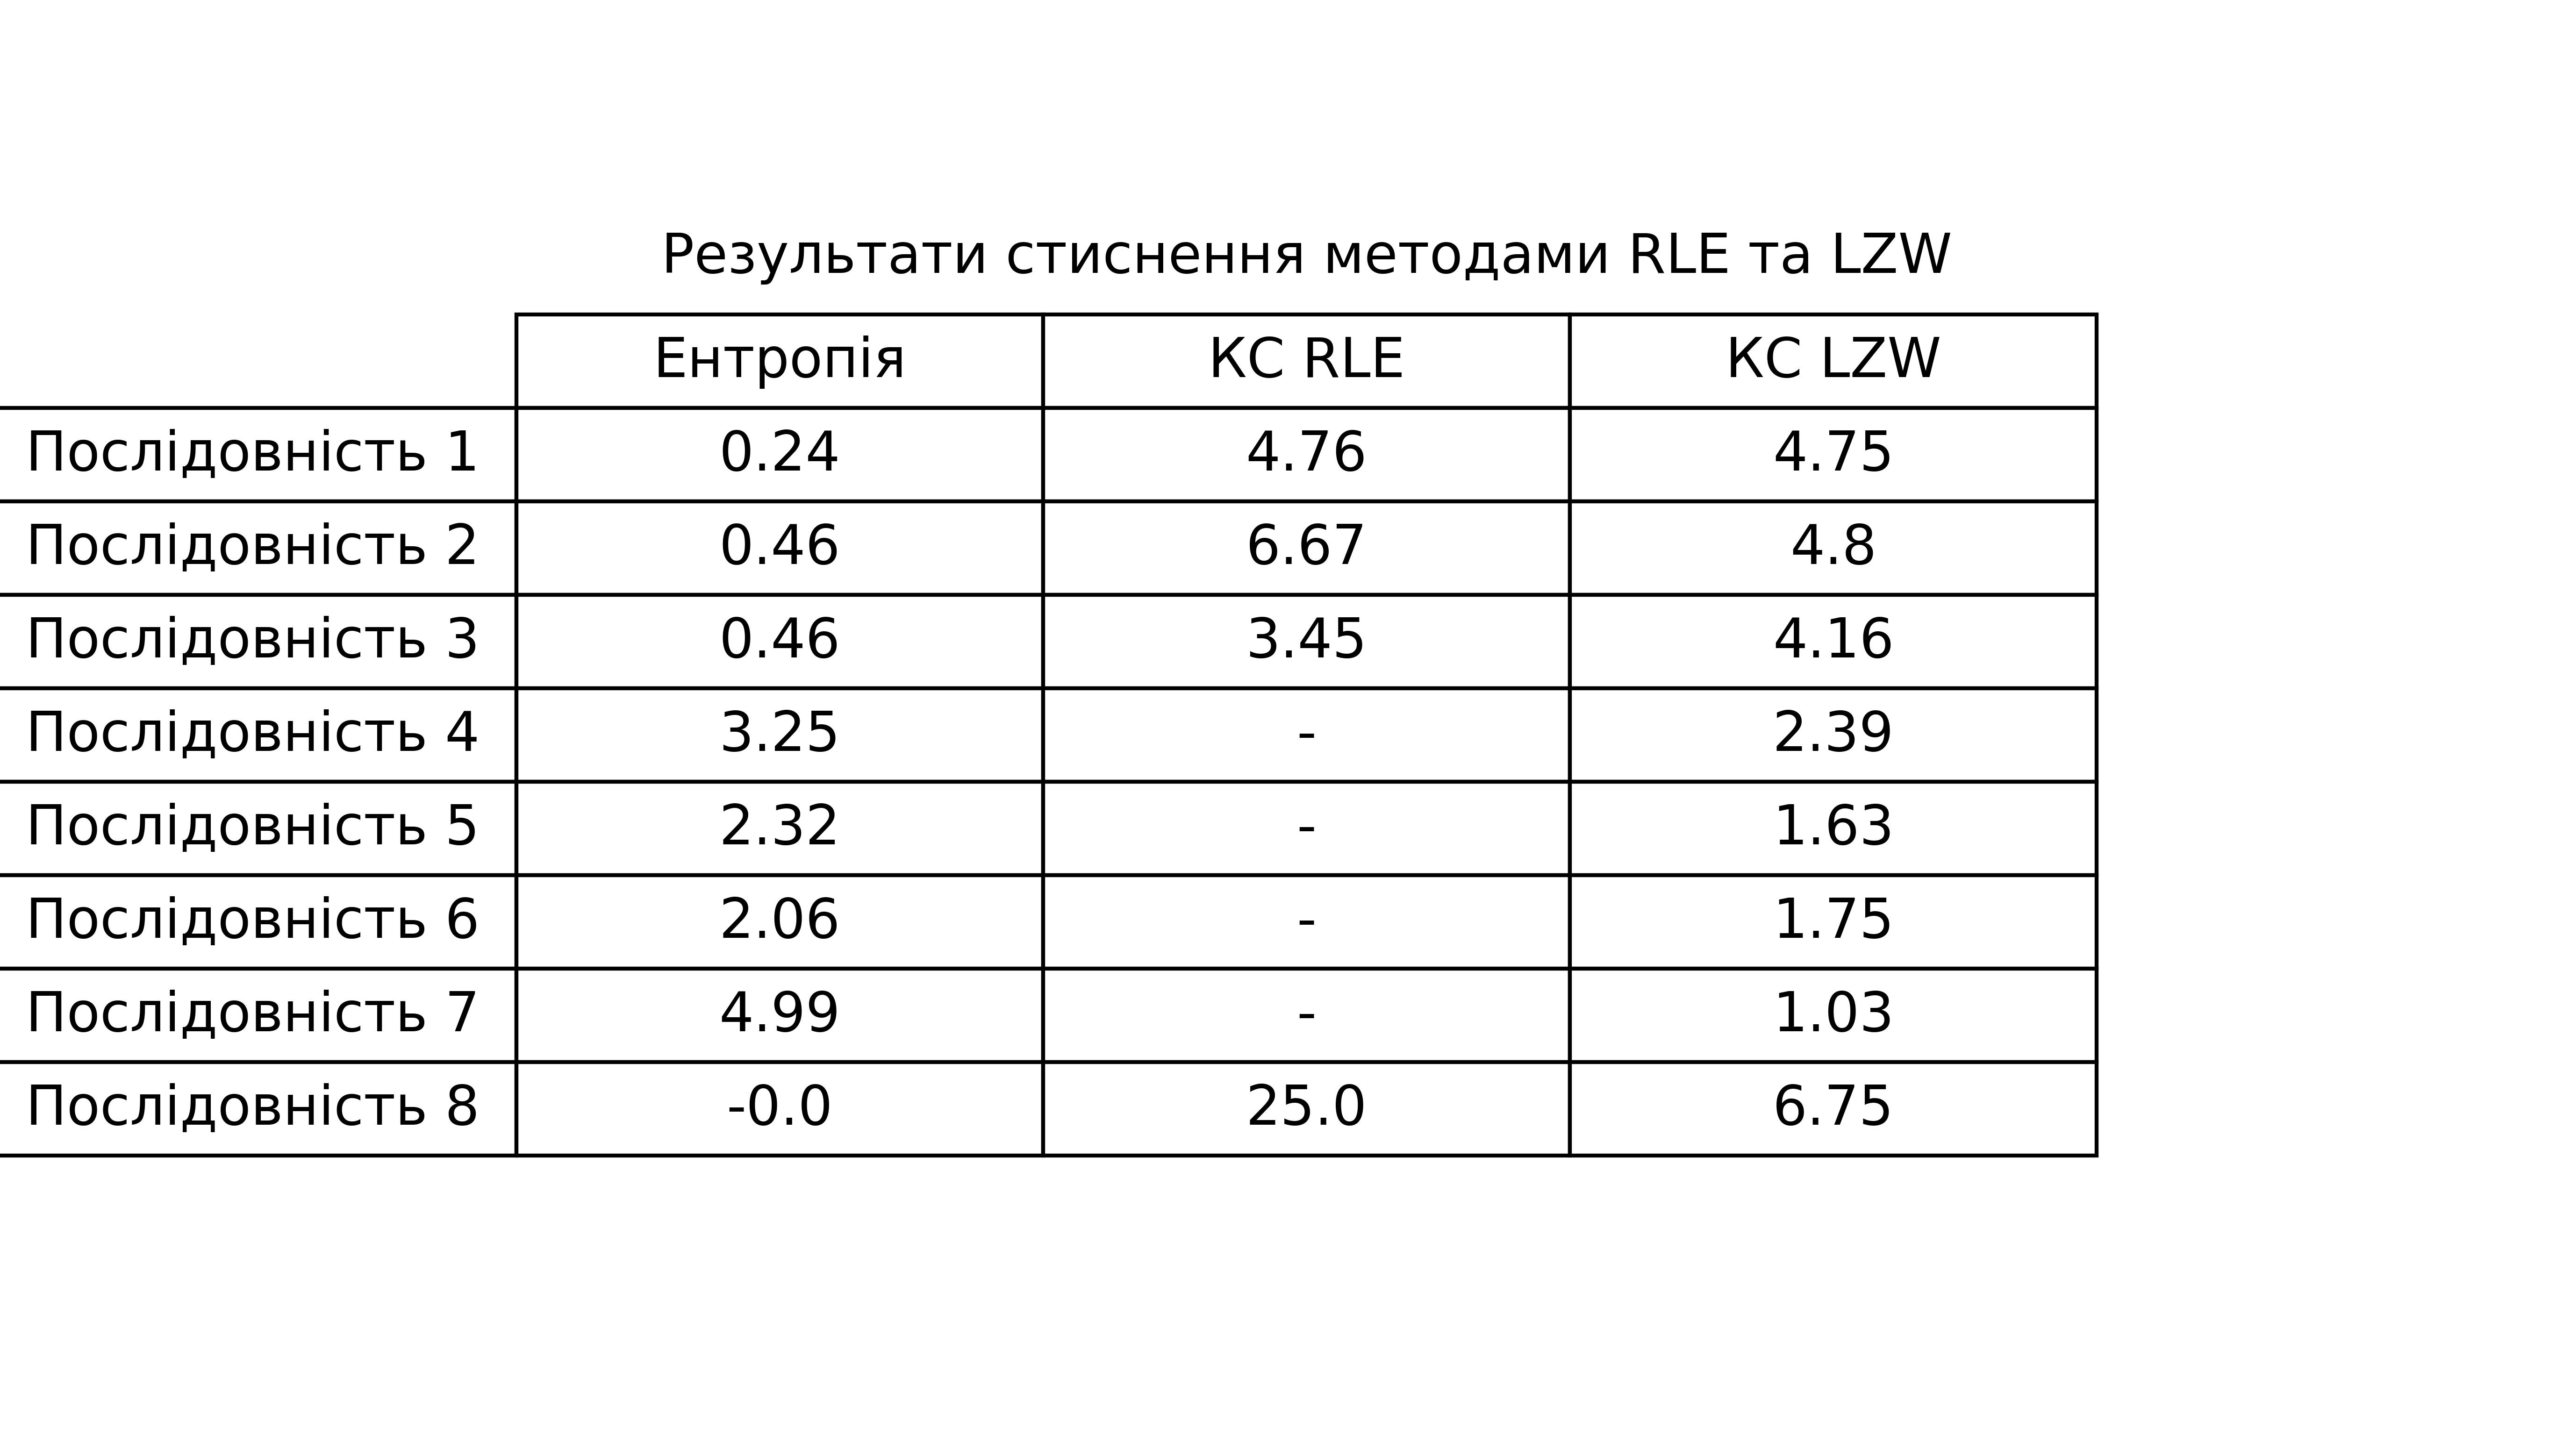 Результати стиснення методами RLE та LZW
Ентропія КС RLE КС LZW
Послідовність 1 0.24 4.76 4.75
Послідовність 2 0.46 6.67 4.8
Послідовність 3 0.46 3.45 4.16
Послідовність 4 3.25 - 2.39
Послідовність 5 2.32 - 1.63
Послідовність 6 2.06 - 1.75
Послідовність 7 4.99 - 1.03
Послідовність 8 -0.0 25.0 6.75